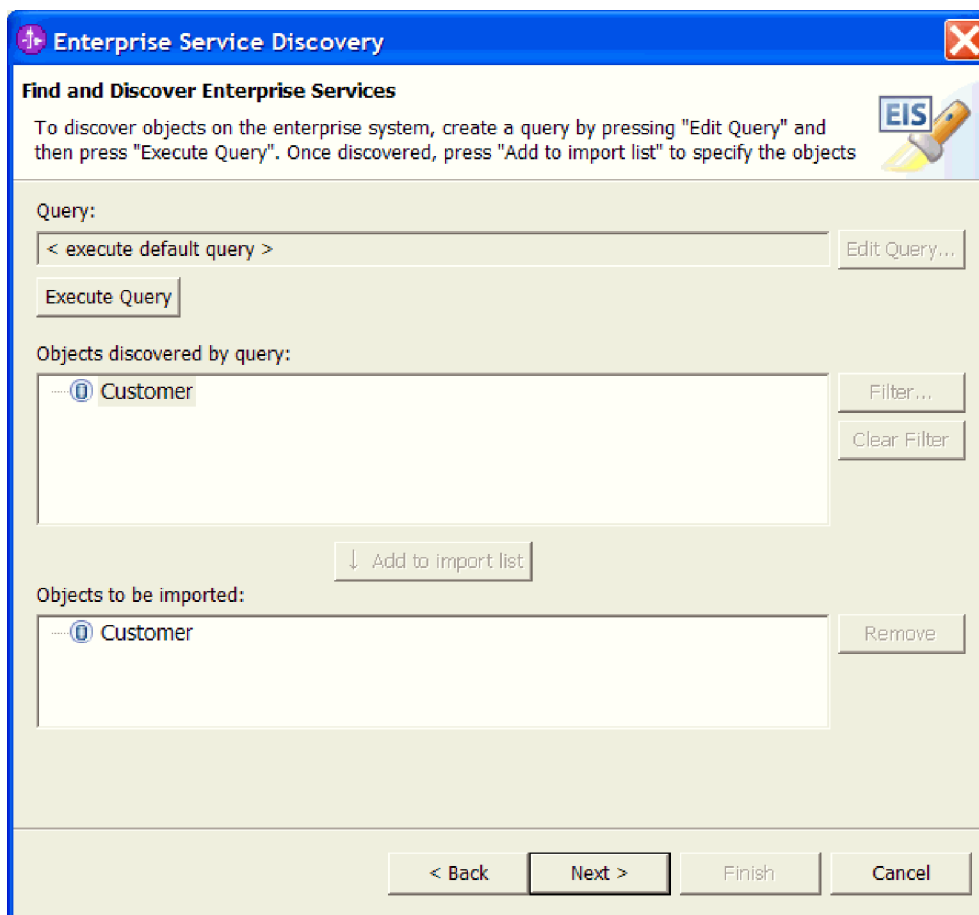 Enterprise Service Discovery
Find and Discover Enterprise Services
To discover objects on the enterprise system, create a query by pressing "Edit Query" and
then press "Execute Query". Once discovered, press "Add to import list" to specify the objects
EIS
Query:
< execute default query >
Edit Query...
Execute Query
Objects discovered by query:
Customer
Filter...
Clear Filter
↓ Add to import list
Objects to be imported:
Customer
Remove
< Back
Next >
Finish
Cancel